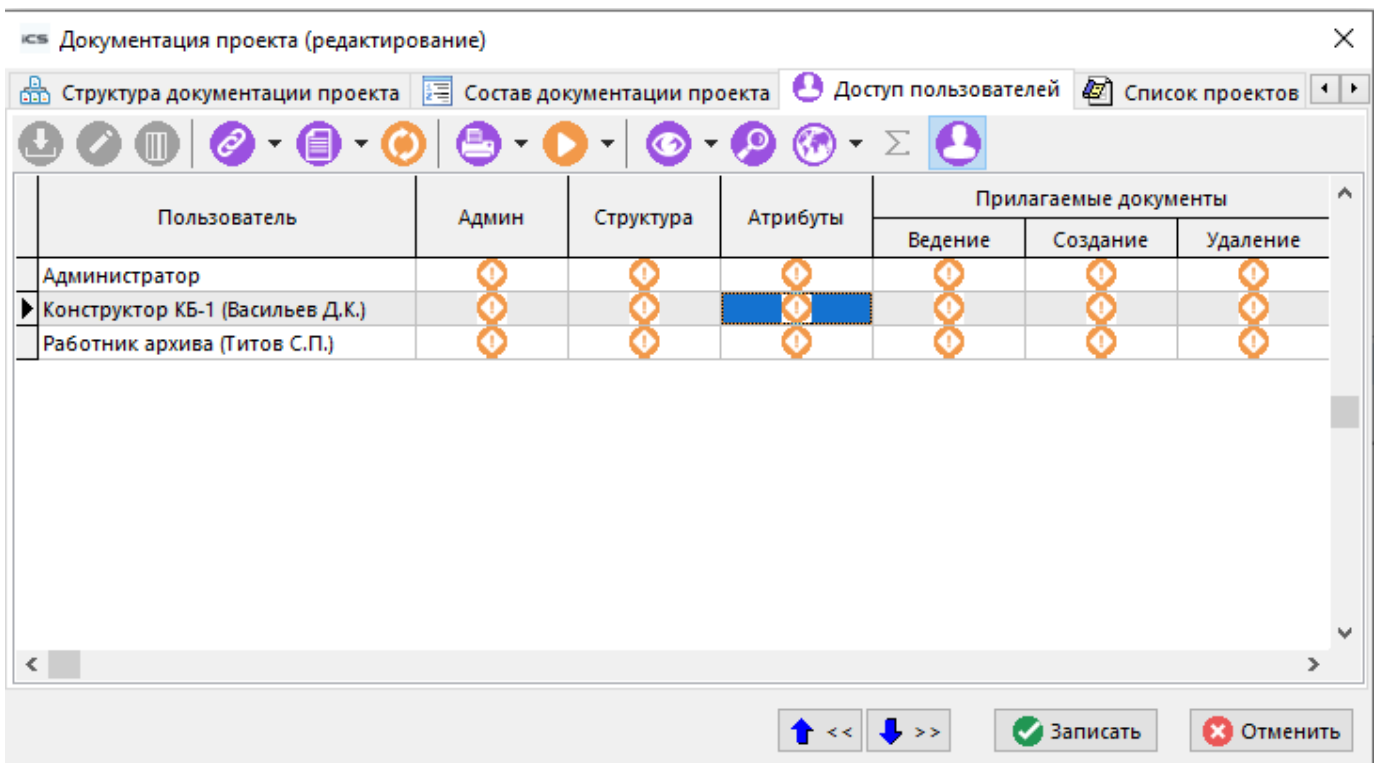 iCS Документация проекта (редактирование)
Структура документации проекта Состав документации проекта Доступ пользователей Список проектов
Прилагаемые документы
Пользователь Админ Структура Атрибуты
Ведение Создание Удаление
Администратор
Конструктор КБ-1 (Васильев Д.К.)
Работник архива (Титов С.П.)
<< >> Записать Отменить